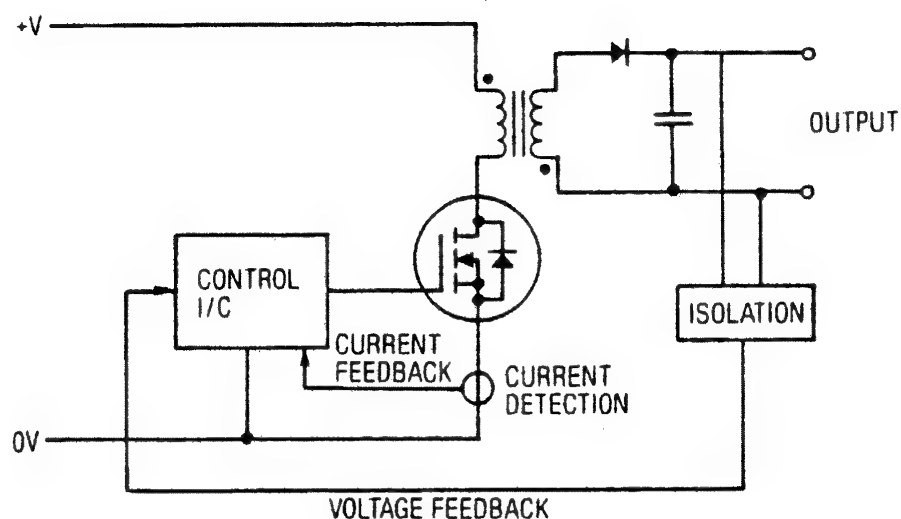 +V
OUTPUT
CONTROL
I/C
ISOLATION
CURRENT
FEEDBACK
CURRENT
DETECTION
0V
VOLTAGE FEEDBACK